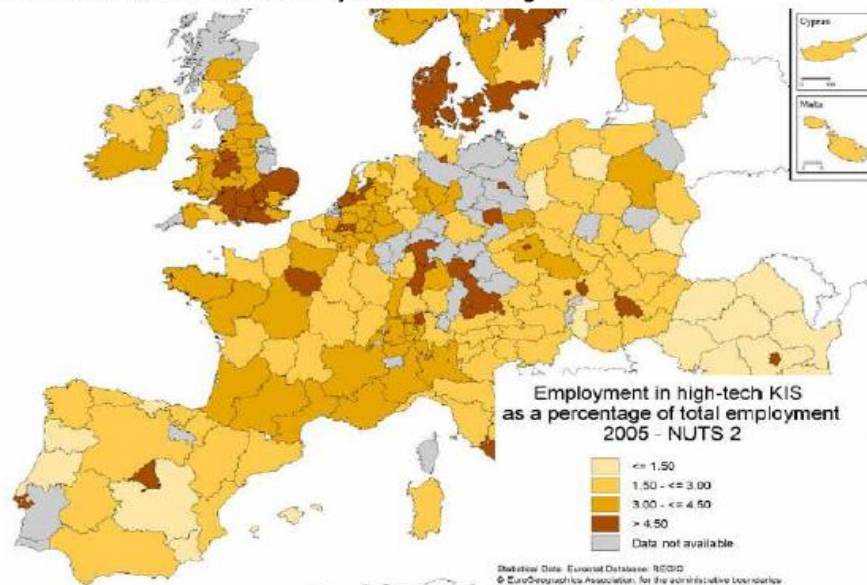 Cyprus
Malta
Employment in high-tech KIS
as a percentage of total employment
2005 - NUTS 2
<= 1.50
1.50 - <= 3.00
3.00 - <= 4.50
> 4.50
Data not available
Statistical Data: Eurostat Database: REGIO
© EuroGeographics Association, for the administrative boundaries